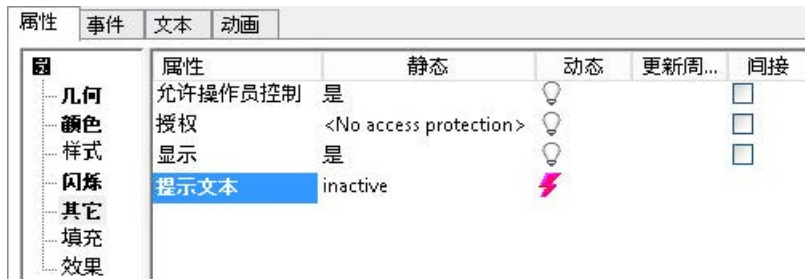 属性 事件 文本 动画
属性 静态 动态 更新周... 间接
几何 允许操作员控制 是
颜色 授权 <No access protection>
样式 显示 是
闪烁 提示文本 inactive
其它
填充
效果